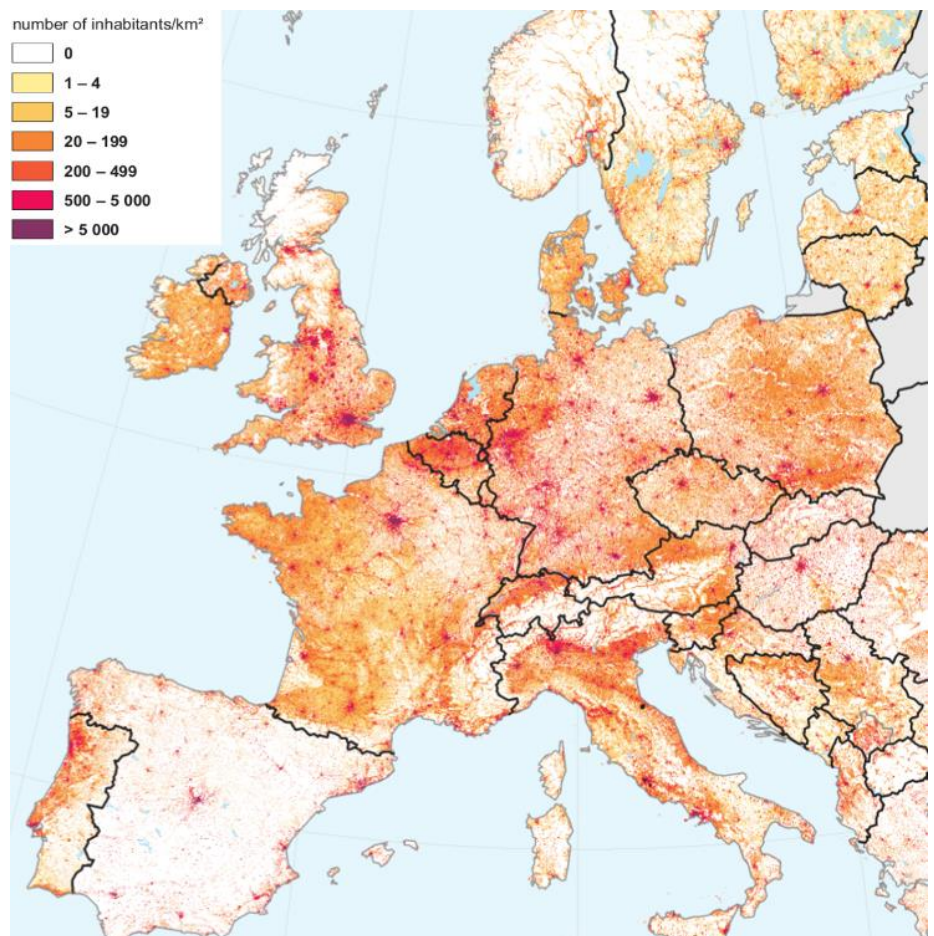 number of inhabitants/km²
0
1 – 4
5 – 19
20 – 199
200 – 499
500 – 5 000
> 5 000